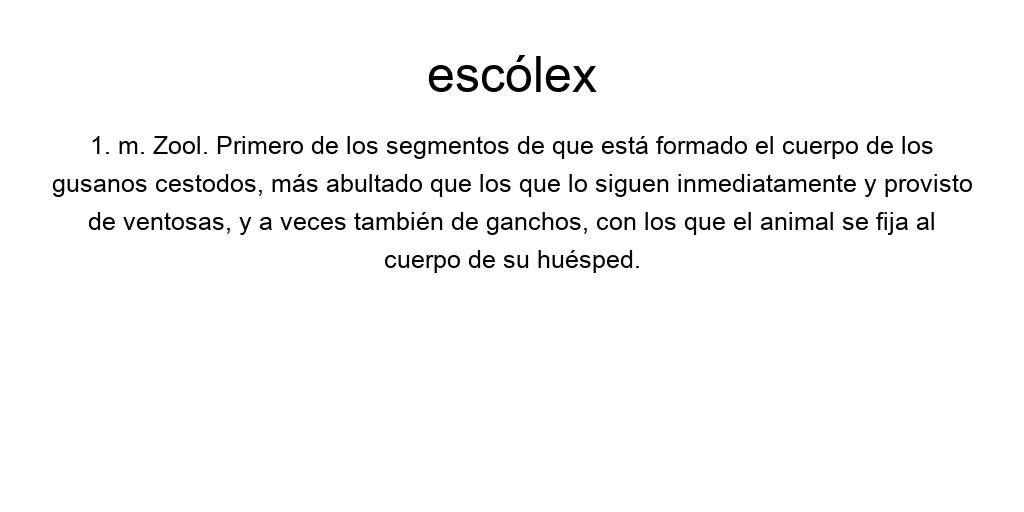 escólex
1. m. Zool. Primero de los segmentos de que está formado el cuerpo de los
gusanos cestodos, más abultado que los que lo siguen inmediatamente y provisto
de ventosas, y a veces también de ganchos, con los que el animal se fija al
cuerpo de su huésped.